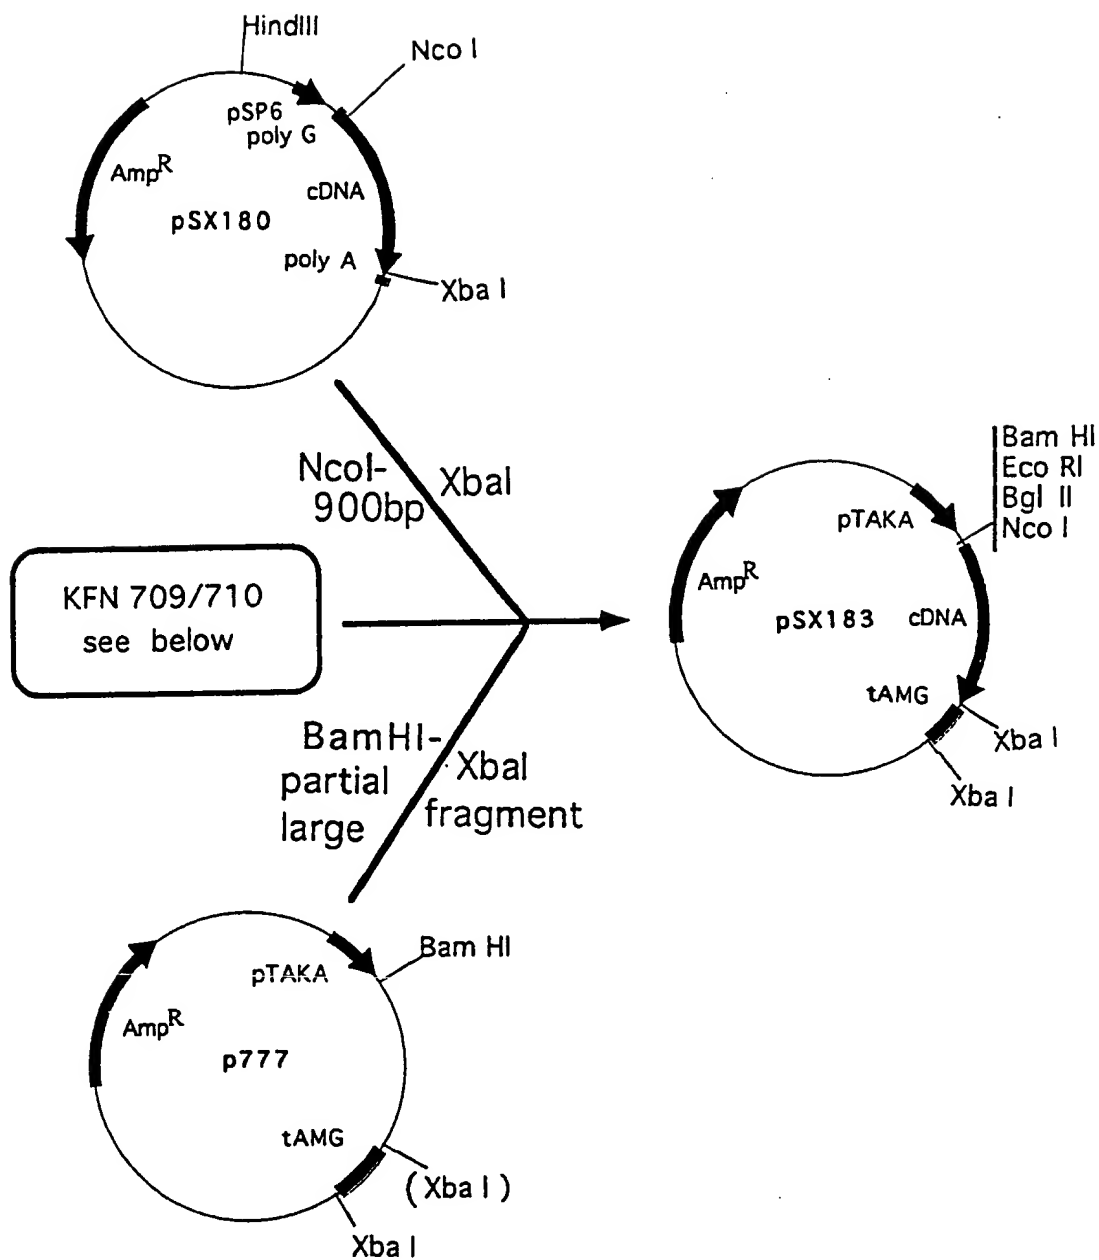 HindIII
Nco I
pSP6
poly G
AmpR
cDNA
pSX180
poly A
Xba I
NcoI-
900bp
XbaI
KFN 709/710
see below
BamHI-
partial
large
XbaI
fragment
Bam HI
Eco RI
Bgl II
Nco I
pTAKA
AmpR
pSX183
cDNA
tAMG
Xba I
Xba I
Bam HI
pTAKA
AmpR
p777
tAMG
(Xba I)
Xba I